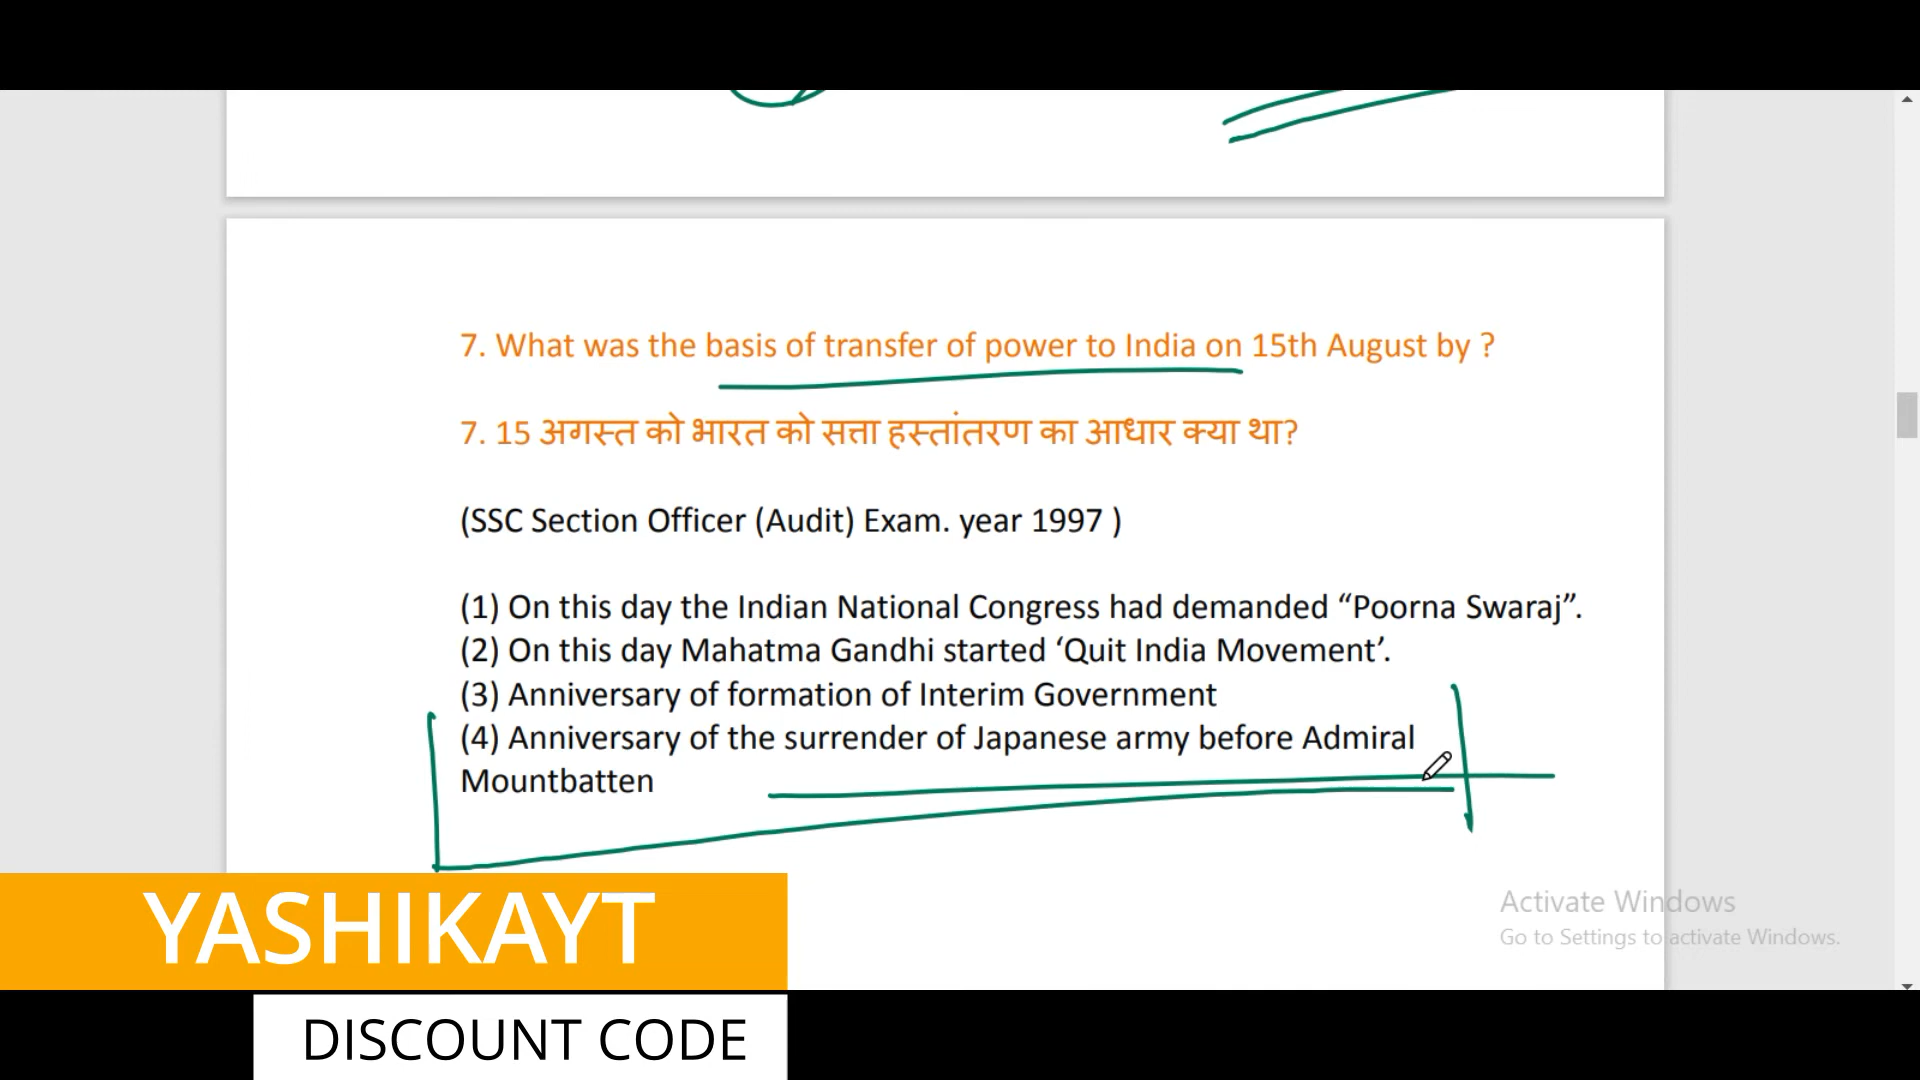 7. What was the basis of transfer of power to India on 15th August by ?
7. 15 अगस्त को भारत को सत्ता हस्तांतरण का आधार क्या था?
(SSC Section Officer (Audit) Exam. year 1997 )
(1) On this day the Indian National Congress had demanded “Poorna Swaraj”.
(2) On this day Mahatma Gandhi started ‘Quit India Movement’.
(3) Anniversary of formation of Interim Government
(4) Anniversary of the surrender of Japanese army before Admiral
Mountbatten
YASHIKAYT
DISCOUNT CODE
Activate Windows
Go to Settings to activate Windows.